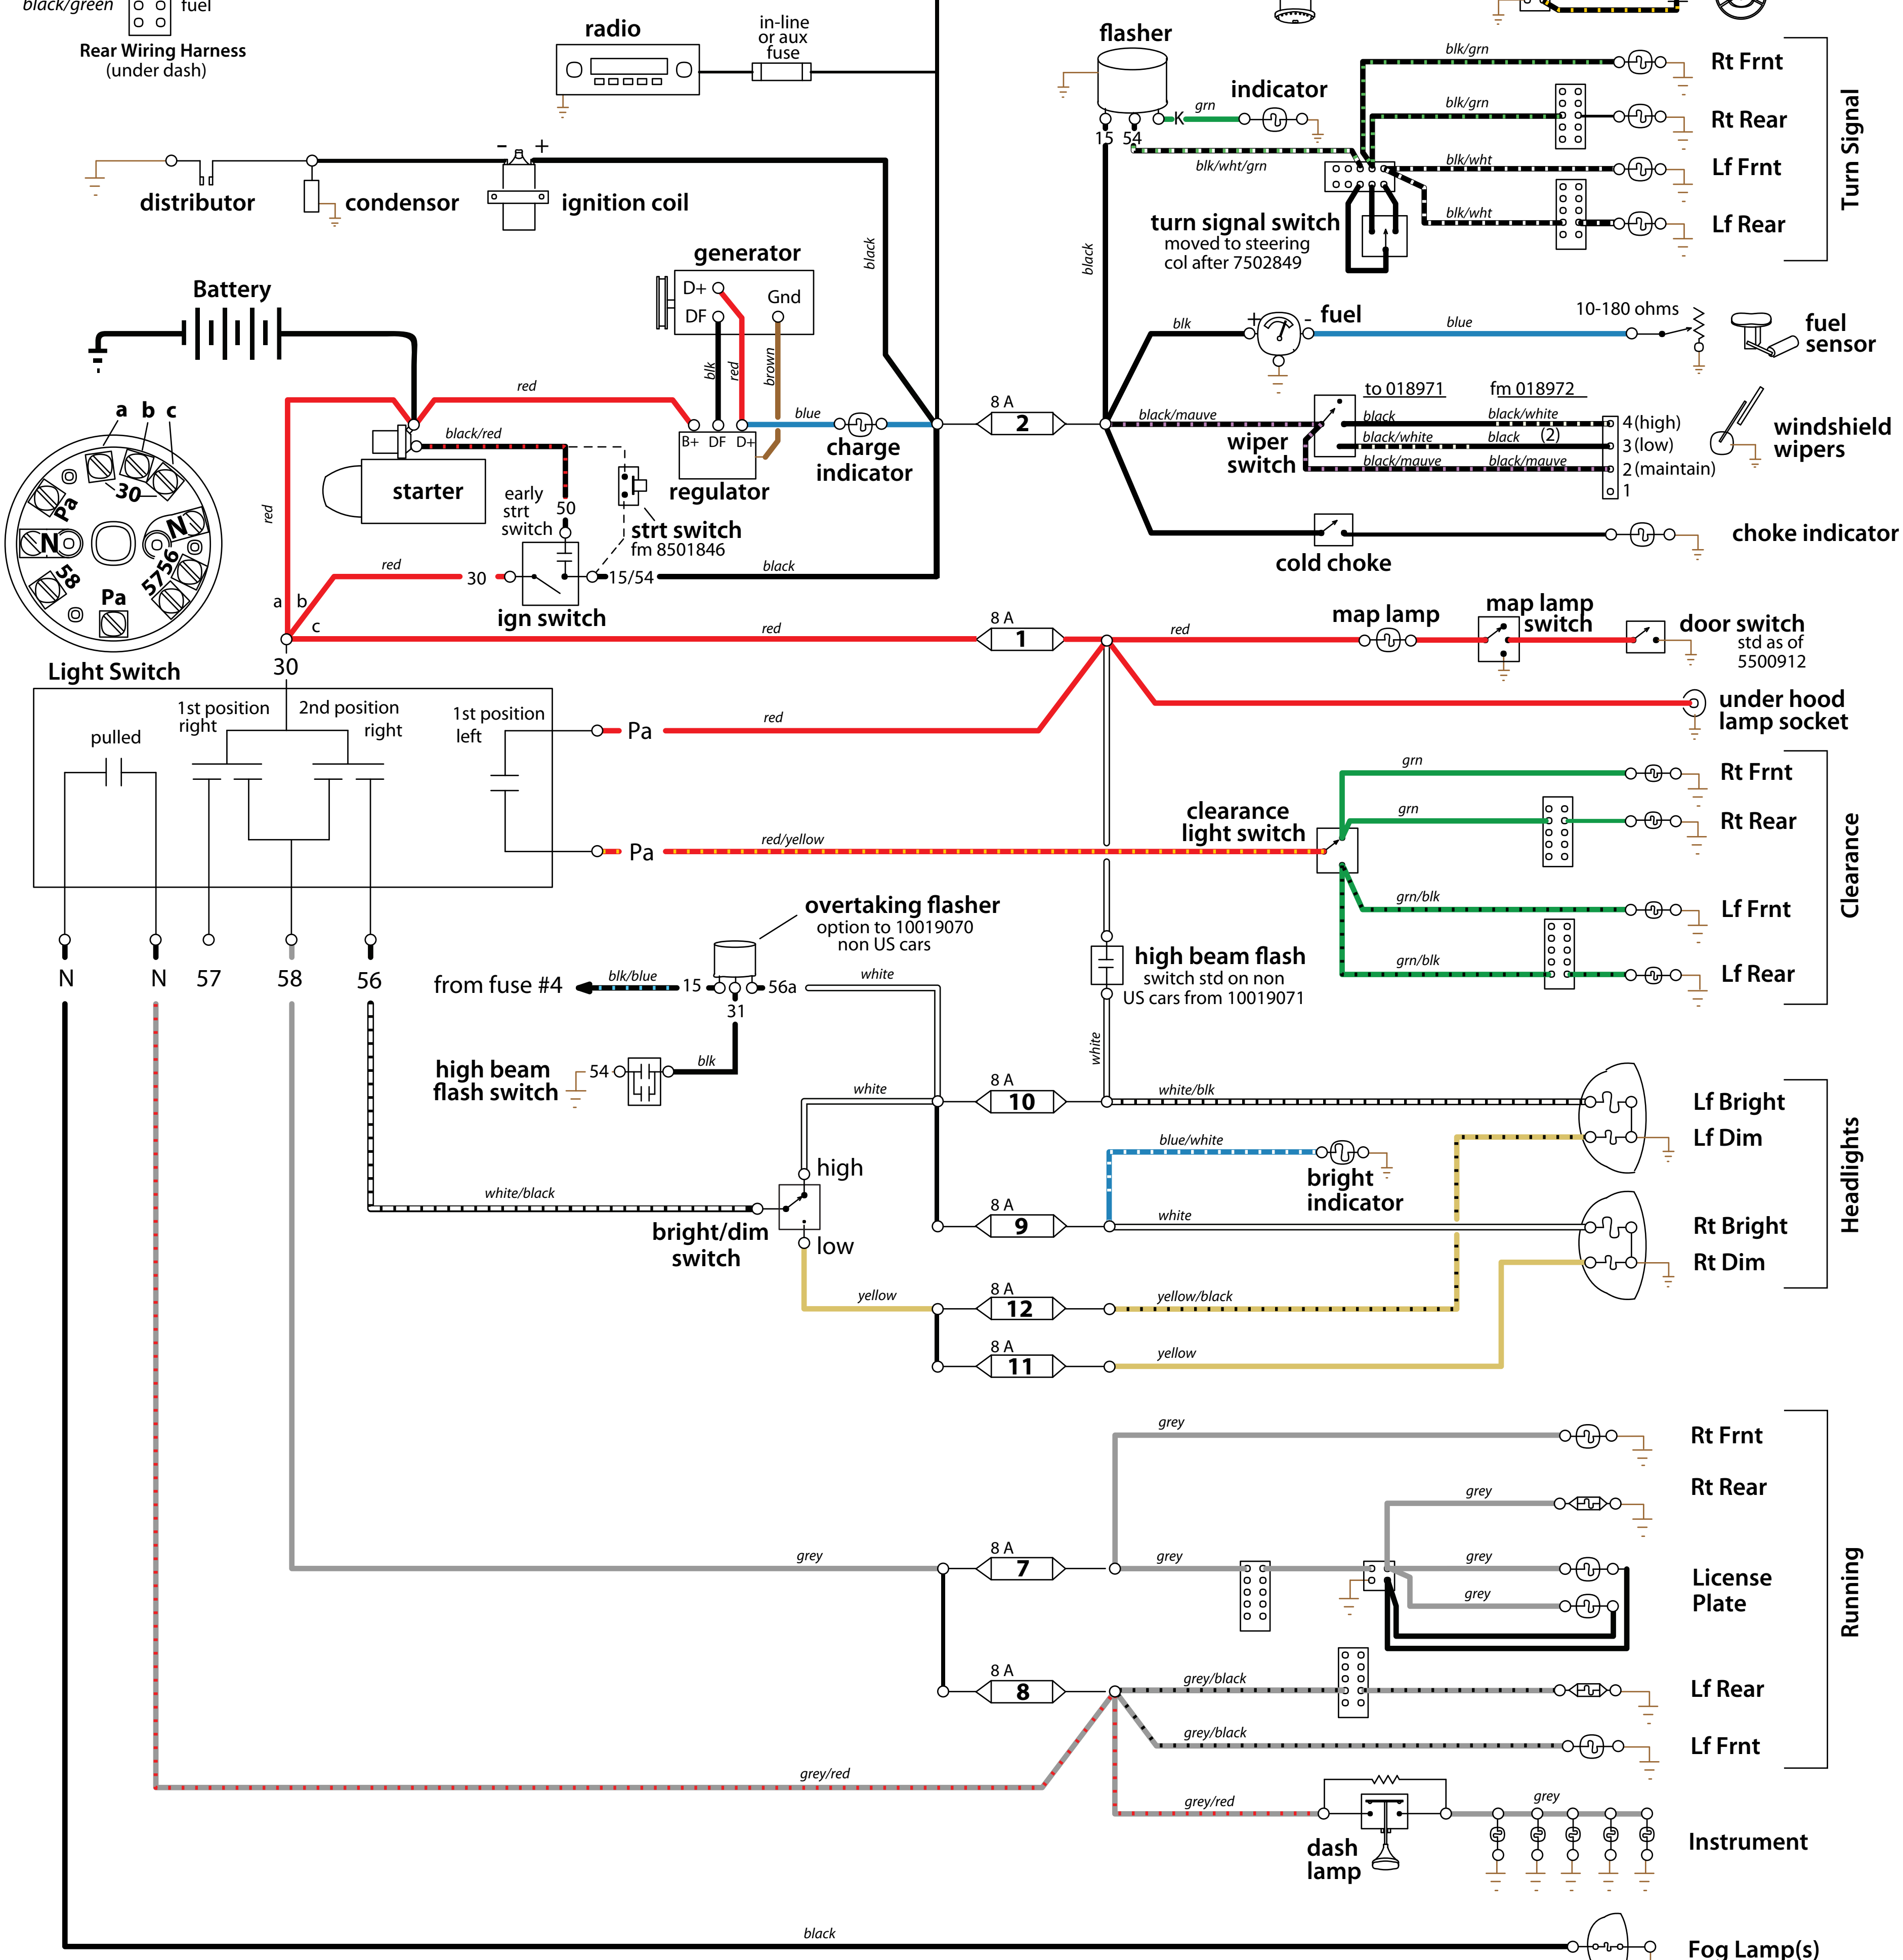 black/green
fuel
Rear Wiring Harness
(under dash)
radio
in-line
or aux
fuse
flasher
15 54
K
grn
indicator
blk/wht/grn
turn signal switch
moved to steering
col after 7502849
blk/grn
Rt Frnt
blk/grn
Rt Rear
blk/wht
Lf Frnt
blk/wht
Lf Rear
Turn Signal
distributor
condensor
- +
ignition coil
black
black
generator
D+
DF
Gnd
blk
red
brown
B+ DF D+
regulator
blue
charge
indicator
Battery
red
starter
black/red
early
strt
switch
50
strt switch
fm 8501846
a b c
30
Pa
N
N
58
57
56
Pa
Light Switch
red
red
30
15/54
black
ign switch
a b
c
30
red
8 A
2
blk
+ -
fuel
blue
10-180 ohms
fuel
sensor
black/mauve
wiper
switch
to 018971
fm 018972
black
black/white
black/white
black
(2)
black/mauve
black/mauve
4 (high)
3 (low)
2 (maintain)
1
windshield
wipers
cold choke
choke indicator
8 A
1
red
map lamp
map lamp
switch
door switch
std as of
5500912
under hood
lamp socket
pulled
1st position
right
2nd position
right
1st position
left
Pa
red
Pa
red/yellow
clearance
light switch
grn
Rt Frnt
grn
Rt Rear
grn/blk
Lf Frnt
grn/blk
Lf Rear
Clearance
N
N
57
58
56
overtaking flasher
option to 10019070
non US cars
from fuse #4
blk/blue
15
56a
31
white
high beam
flash switch
54
blk
high beam flash
switch std on non
US cars from 10019071
white
white
8 A
10
white/blk
Lf Bright
Lf Dim
blue/white
bright
indicator
high
white/black
bright/dim
switch
low
8 A
9
white
Rt Bright
Rt Dim
Headlights
yellow
8 A
12
yellow/black
8 A
11
yellow
grey
Rt Frnt
Rt Rear
grey
grey
8 A
7
grey
grey
grey
License
Plate
Running
8 A
8
grey/black
Lf Rear
grey/black
Lf Frnt
grey/red
grey/red
dash
lamp
grey
Instrument
black
Fog Lamp(s)